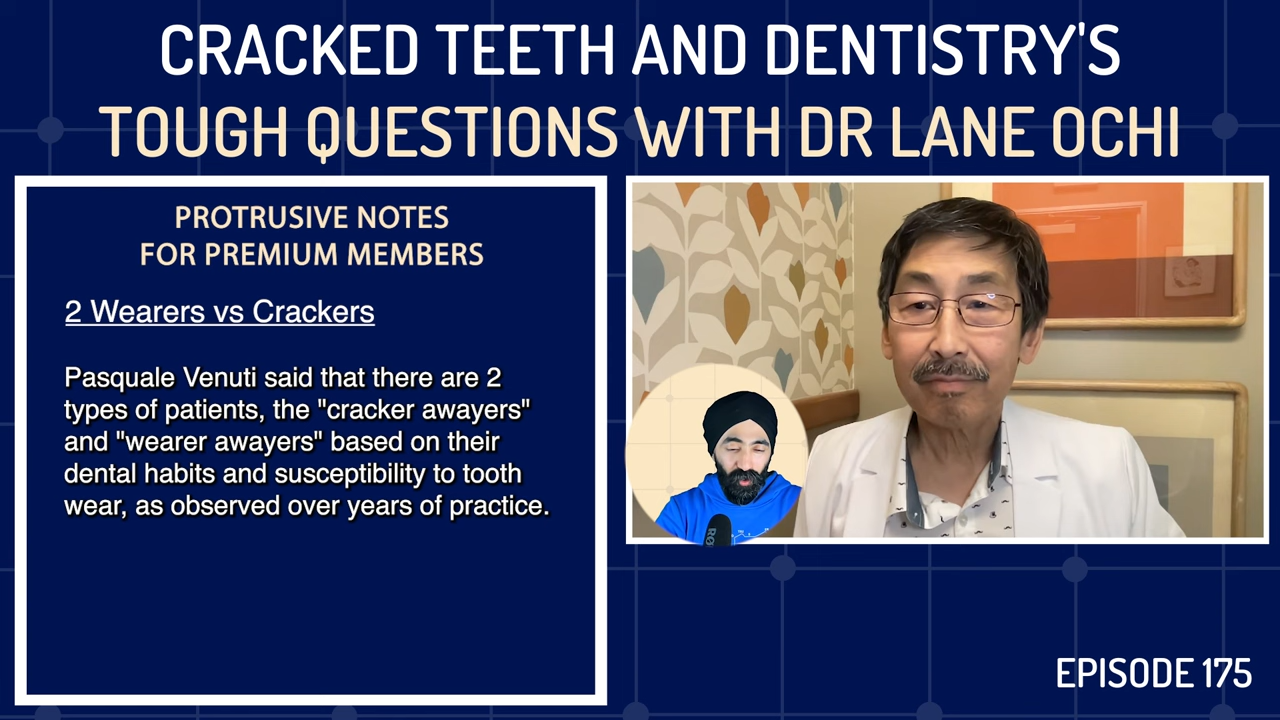 CRACKED TEETH AND DENTISTRY'S
TOUGH QUESTIONS WITH DR LANE OCHI
PROTRUSIVE NOTES
FOR PREMIUM MEMBERS
2 Wearers vs Crackers
Pasquale Venuti said that there are 2
types of patients, the "cracker awayers"
and "wearer awayers" based on their
dental habits and susceptibility to tooth
wear, as observed over years of practice.
EPISODE 175